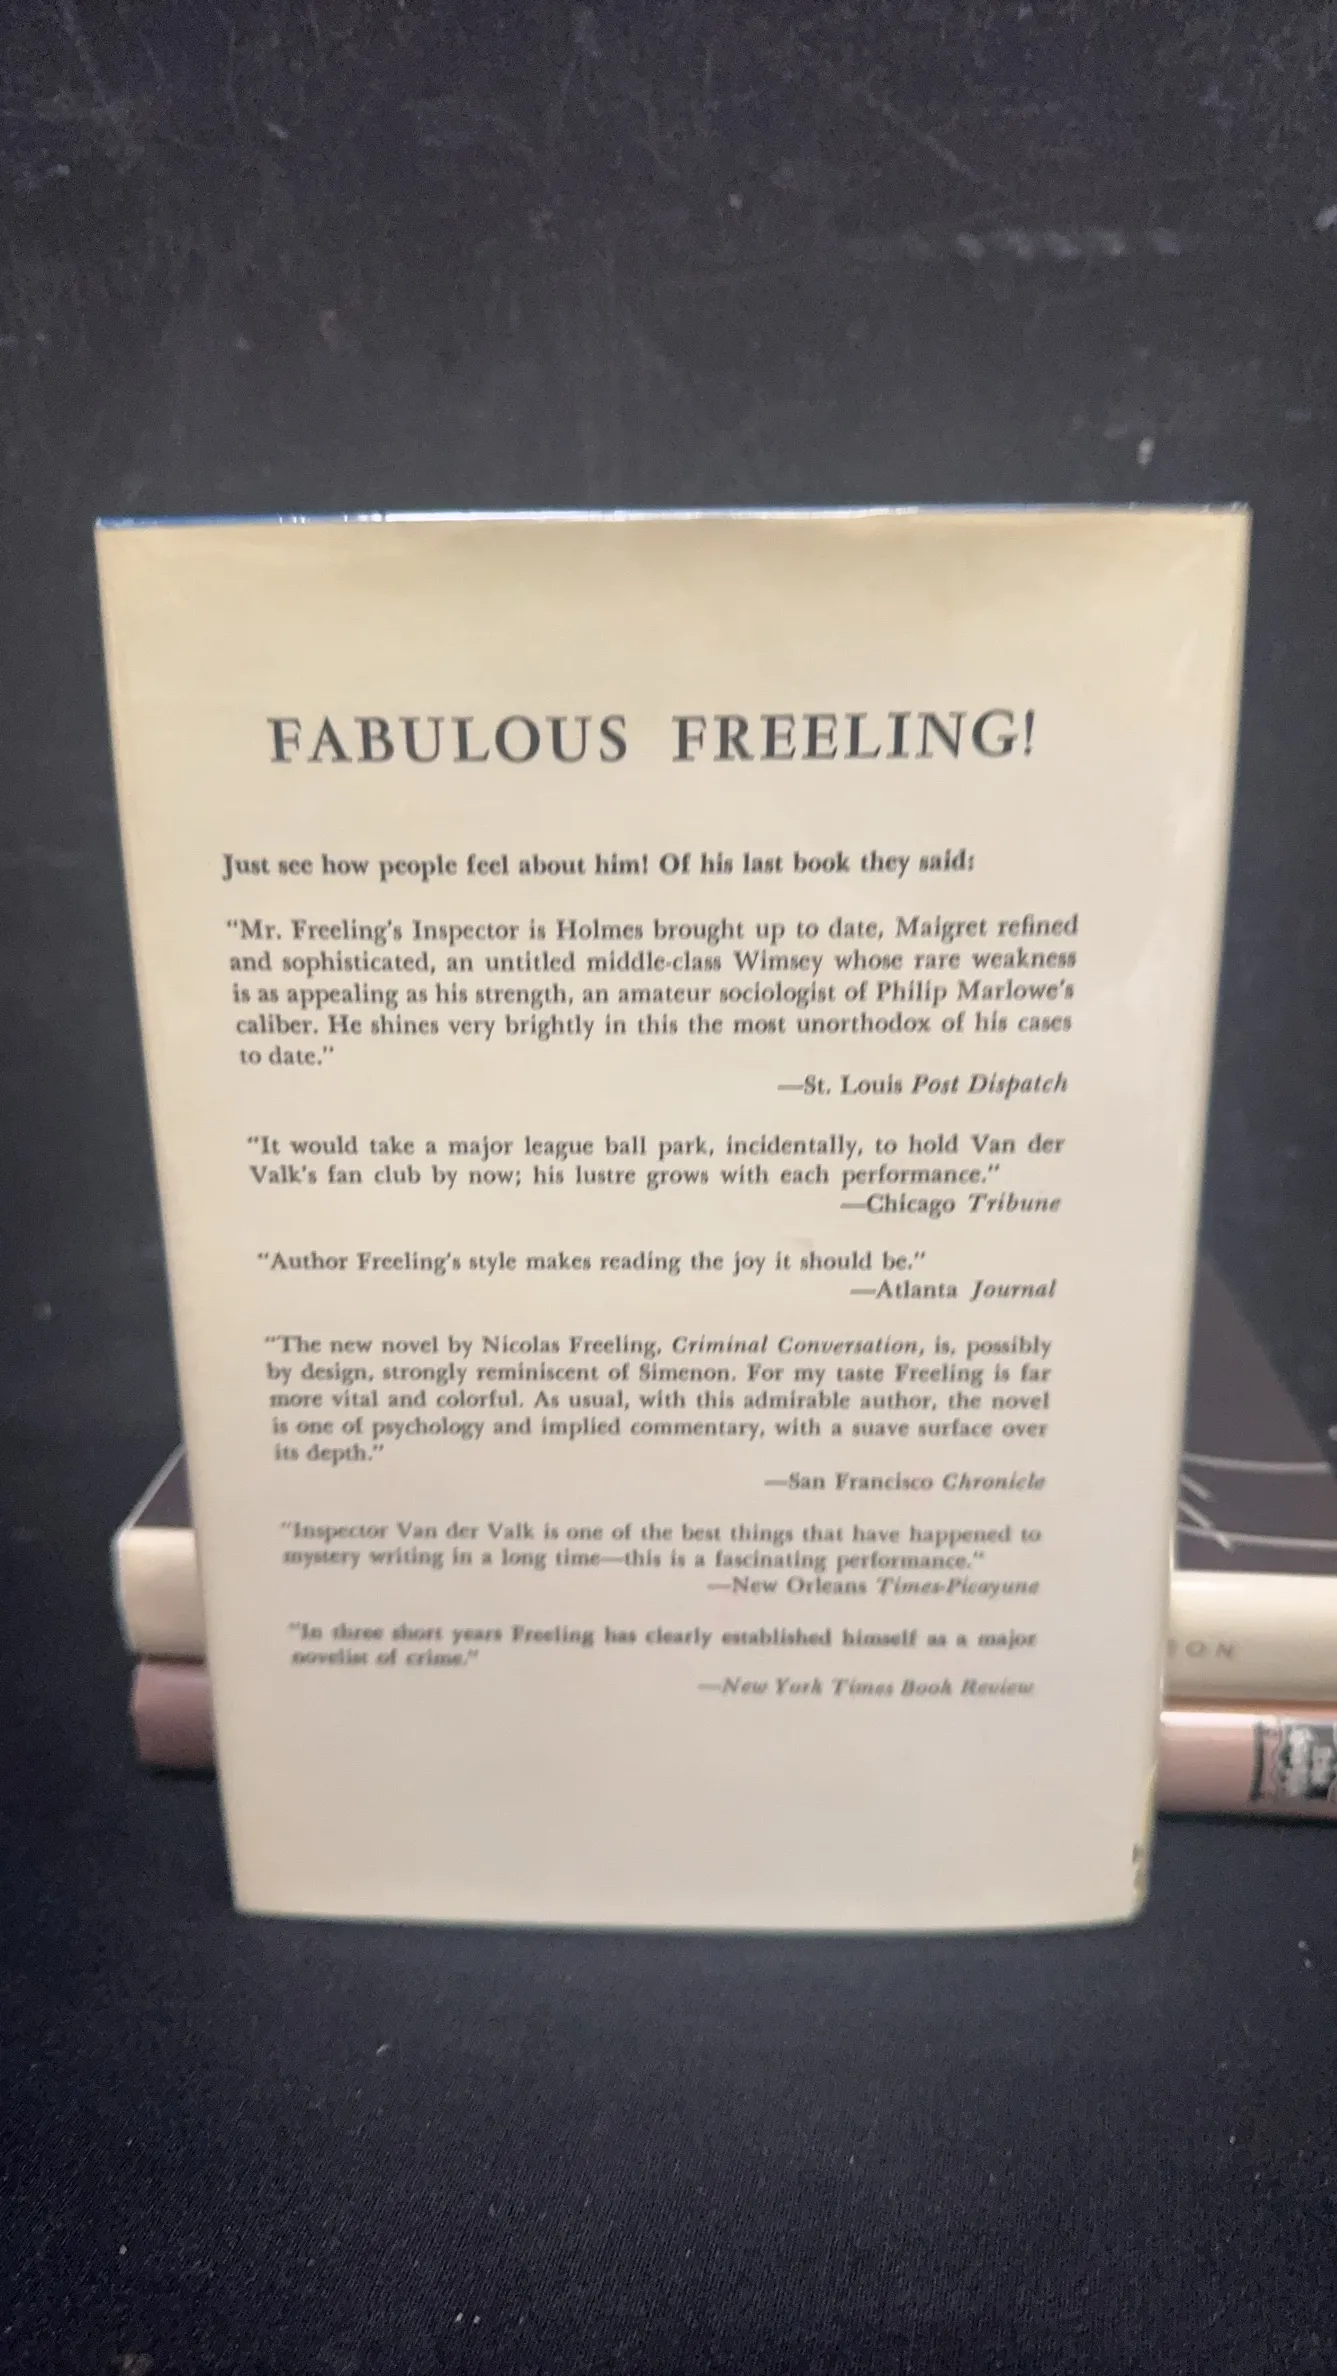 FABULOUS FREELING!
Just see how people feel about him! Of his last book they said:
“Mr. Freeling's Inspector is Holmes brought up to date, Maigret refined
and sophisticated, an untitled middle-class Wimsey whose rare weakness
is as appealing as his strength, an amateur sociologist of Philip Marlowe's
caliber. He shines very brightly in this the most unorthodox of his cases
to date.”
—St. Louis Post Dispatch
“It would take a major league ball park, incidentally, to hold Van der
Valk's fan club by now; his lustre grows with each performance.”
—Chicago Tribune
“Author Freeling's style makes reading the joy it should be.”
—Atlanta Journal
“The new novel by Nicolas Freeling, Criminal Conversation, is, possibly
by design, strongly reminiscent of Simenon. For my taste Freeling is far
more vital and colorful. As usual, with this admirable author, the novel
is one of psychology and implied commentary, with a suave surface over
its depth.”
—San Francisco Chronicle
“Inspector Van der Valk is one of the best things that have happened to
mystery writing in a long time—this is a fascinating performance.”
—New Orleans Times-Picayune
“In three short years Freeling has clearly established himself as a major
novelist of crime.”
—New York Times Book Review